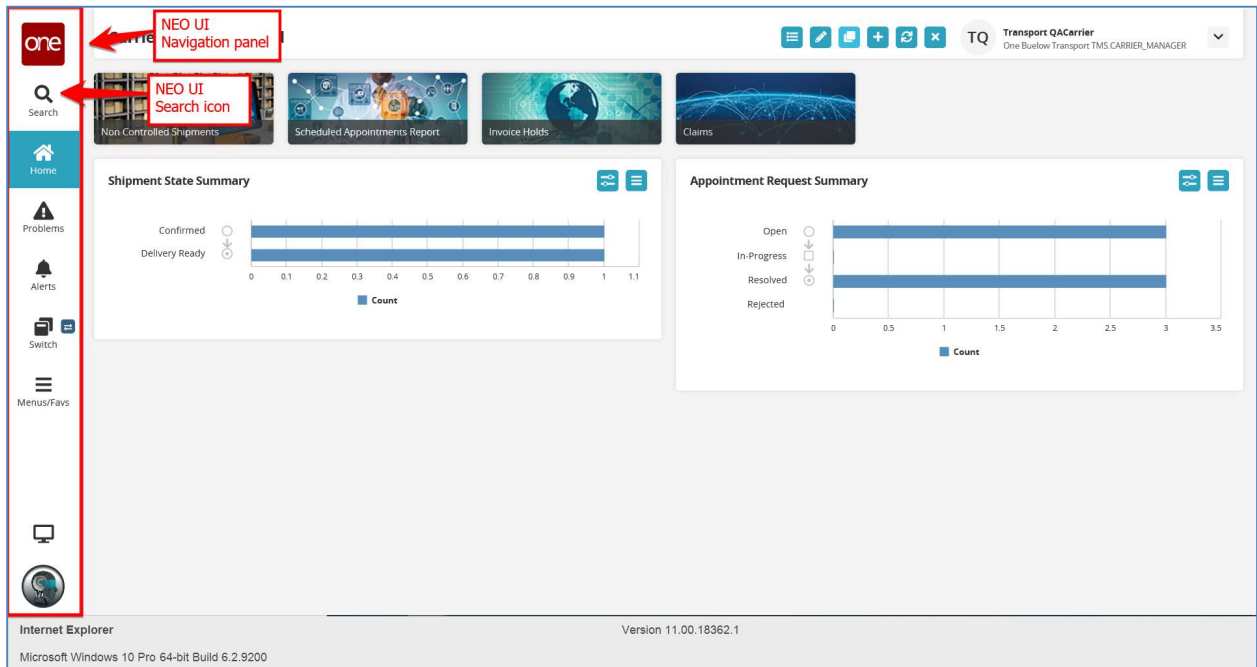 one
NEO UI
Navigation panel
TQ
Transport QACarrier
One Buelow Transport TMS.CARRIER_MANAGER
Search
NEO UI
Search icon
Non Controlled Shipments
Scheduled Appointments Report
Invoice Holds
Claims
Home
Problems
Alerts
Switch
Menus/Favs
Shipment State Summary
Confirmed
Delivery Ready
0 0.1 0.2 0.3 0.4 0.5 0.6 0.7 0.8 0.9 1 1.1
Count
Appointment Request Summary
Open
In-Progress
Resolved
Rejected
0 0.5 1 1.5 2 2.5 3 3.5
Count
Internet Explorer
Version 11.00.18362.1
Microsoft Windows 10 Pro 64-bit Build 6.2.9200